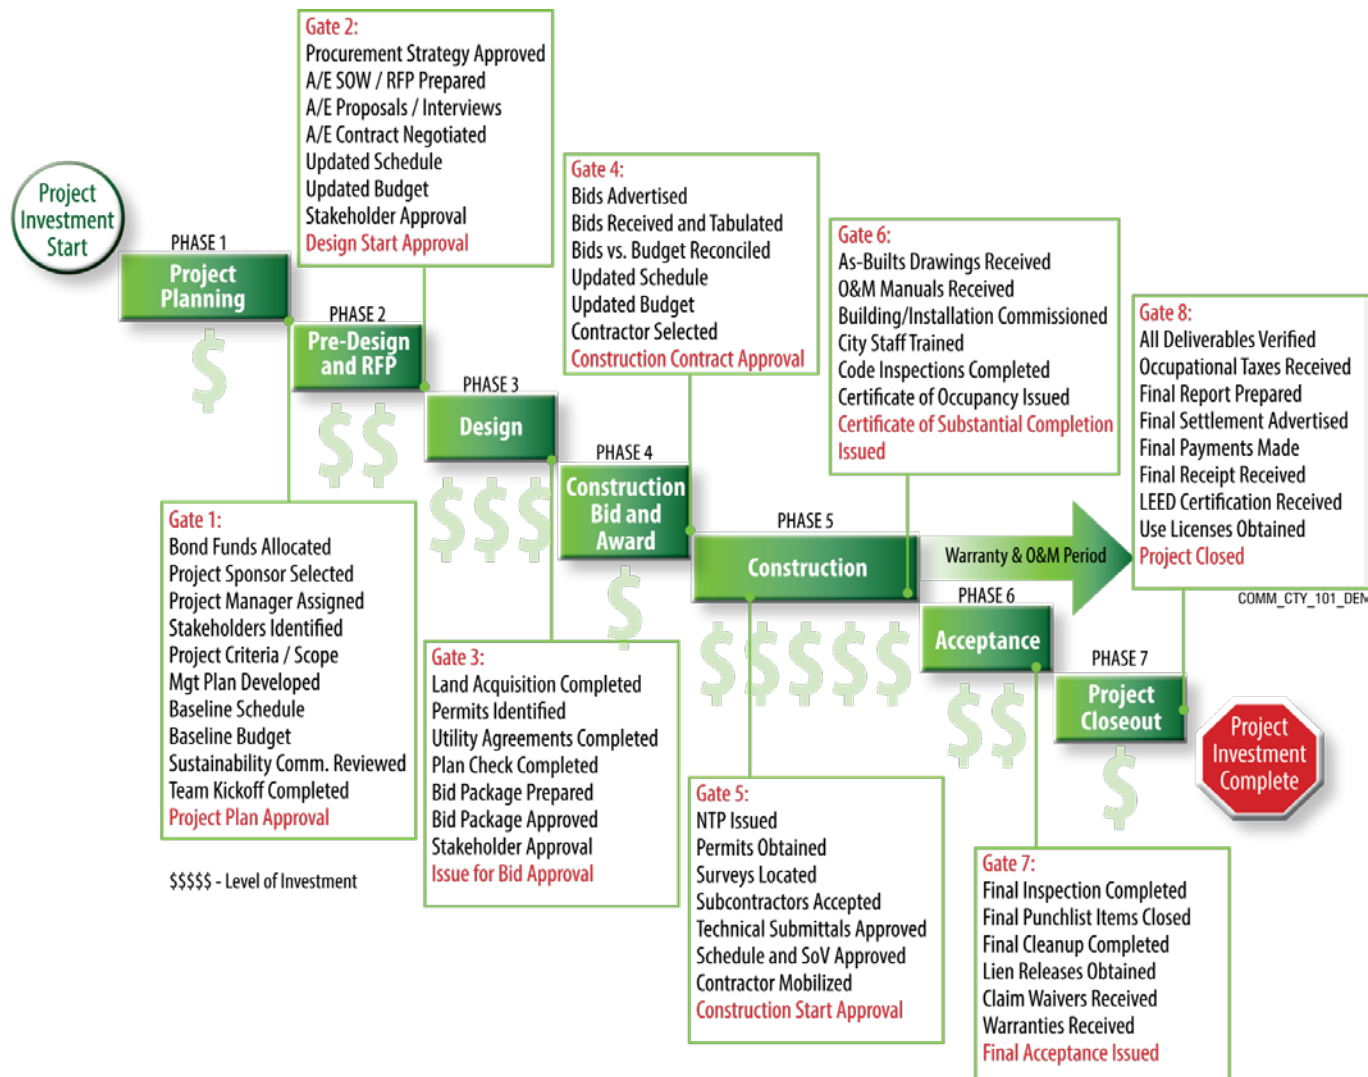 Project
Investment
Start
PHASE 1
Project
Planning
$
Gate 1:
Bond Funds Allocated
Project Sponsor Selected
Project Manager Assigned
Stakeholders Identified
Project Criteria / Scope
Mgt Plan Developed
Baseline Schedule
Baseline Budget
Sustainability Comm. Reviewed
Team Kickoff Completed
Project Plan Approval
$$$$$ - Level of Investment
Gate 2:
Procurement Strategy Approved
A/E SOW / RFP Prepared
A/E Proposals / Interviews
A/E Contract Negotiated
Updated Schedule
Updated Budget
Stakeholder Approval
Design Start Approval
PHASE 2
Pre-Design
and RFP
$$
PHASE 3
Design
$$$
Gate 3:
Land Acquisition Completed
Permits Identified
Utility Agreements Completed
Plan Check Completed
Bid Package Prepared
Bid Package Approved
Stakeholder Approval
Issue for Bid Approval
Gate 4:
Bids Advertised
Bids Received and Tabulated
Bids vs. Budget Reconciled
Updated Schedule
Updated Budget
Contractor Selected
Construction Contract Approval
PHASE 4
Construction
Bid and
Award
$
PHASE 5
Construction
$$$$$
Gate 5:
NTP Issued
Permits Obtained
Surveys Located
Subcontractors Accepted
Technical Submittals Approved
Schedule and SoV Approved
Contractor Mobilized
Construction Start Approval
Gate 6:
As-Builts Drawings Received
O&M Manuals Received
Building/Installation Commissioned
City Staff Trained
Code Inspections Completed
Certificate of Occupancy Issued
Certificate of Substantial Completion
Issued
Warranty & O&M Period
PHASE 6
Acceptance
$$
Gate 7:
Final Inspection Completed
Final Punchlist Items Closed
Final Cleanup Completed
Lien Releases Obtained
Claim Waivers Received
Warranties Received
Final Acceptance Issued
Gate 8:
All Deliverables Verified
Occupational Taxes Received
Final Report Prepared
Final Settlement Advertised
Final Payments Made
Final Receipt Received
LEED Certification Received
Use Licenses Obtained
Project Closed
COMM_CTY_101_DEN
PHASE 7
Project
Closeout
$
Project
Investment
Complete